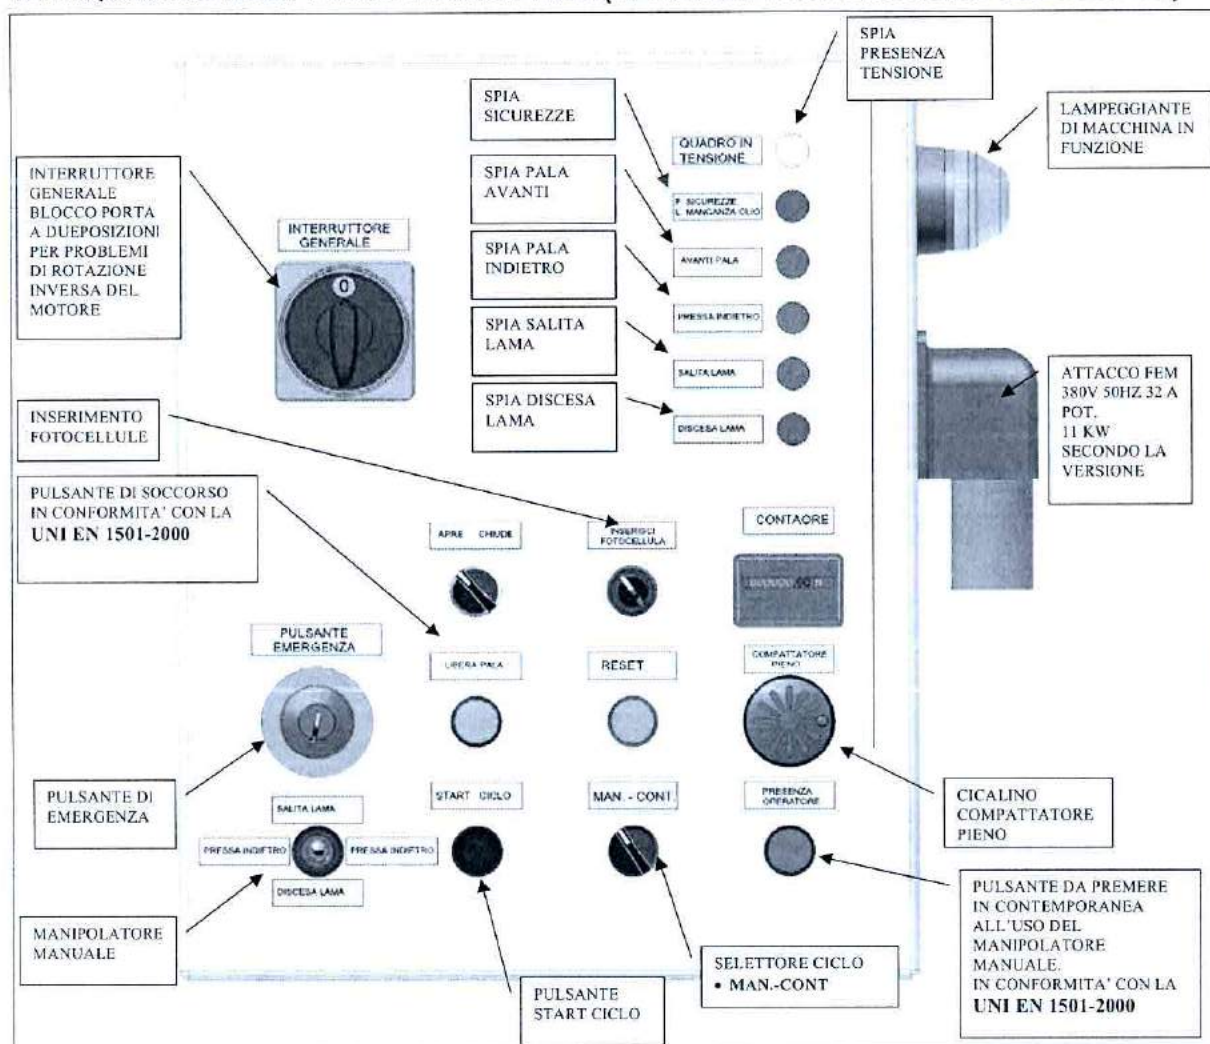 SPIA
PRESENZA
TENSIONE
SPIA
SICUREZZE
LAMPEGGIANTE
DI MACCHINA IN
FUNZIONE
QUADRO IN
TENSIONE
INTERRUTTORE
GENERALE
BLOCCO PORTA
A DUEPOSIZIONI
PER PROBLEMI
DI ROTAZIONE
INVERSA DEL
MOTORE
SPIA PALA
AVANTI
F. SICUREZZE
L. MANCANZA OLIO
INTERRUTTORE
GENERALE
0
SPIA PALA
INDIETRO
AVANTI PALA
SPIA SALITA
LAMA
PRESSA INDIETRO
SALITA LAMA
SPIA DISCESA
LAMA
DISCESA LAMA
ATTACCO FEM
380V 50HZ 32 A
POT.
11 KW
SECONDO LA
VERSIONE
INSERIMENTO
FOTOCELLULE
PULSANTE DI SOCCORSO
IN CONFORMITA' CON LA
UNI EN 1501-2000
APRE CHIUDE
INSERISCI
FOTOCELLULA
CONTAORE
PULSANTE
EMERGENZA
LIBERA PALA
RESET
COMPATTATORE
PIENO
PULSANTE DI
EMERGENZA
SALITA LAMA
PRESSA INDIETRO
PRESSA INDIETRO
DISCESA LAMA
START CICLO
MAN. - CONT
PRESENZA
OPERATORE
CICALINO
COMPATTATORE
PIENO
MANIPOLATORE
MANUALE
PULSANTE
START CICLO
SELETTORE CICLO
• MAN.-CONT
PULSANTE DA PREMERE
IN CONTEMPORANEA
ALL'USO DEL
MANIPOLATORE
MANUALE.
IN CONFORMITA' CON LA
UNI EN 1501-2000